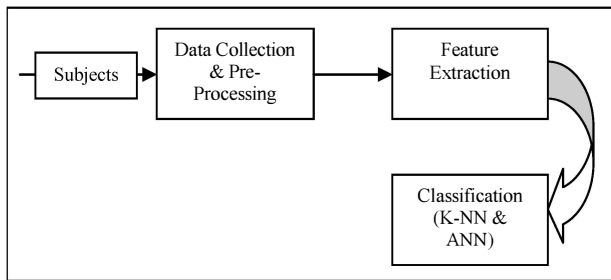 Subjects
Data Collection
& Pre-
Processing
Feature
Extraction
Classification
(K-NN &
ANN)